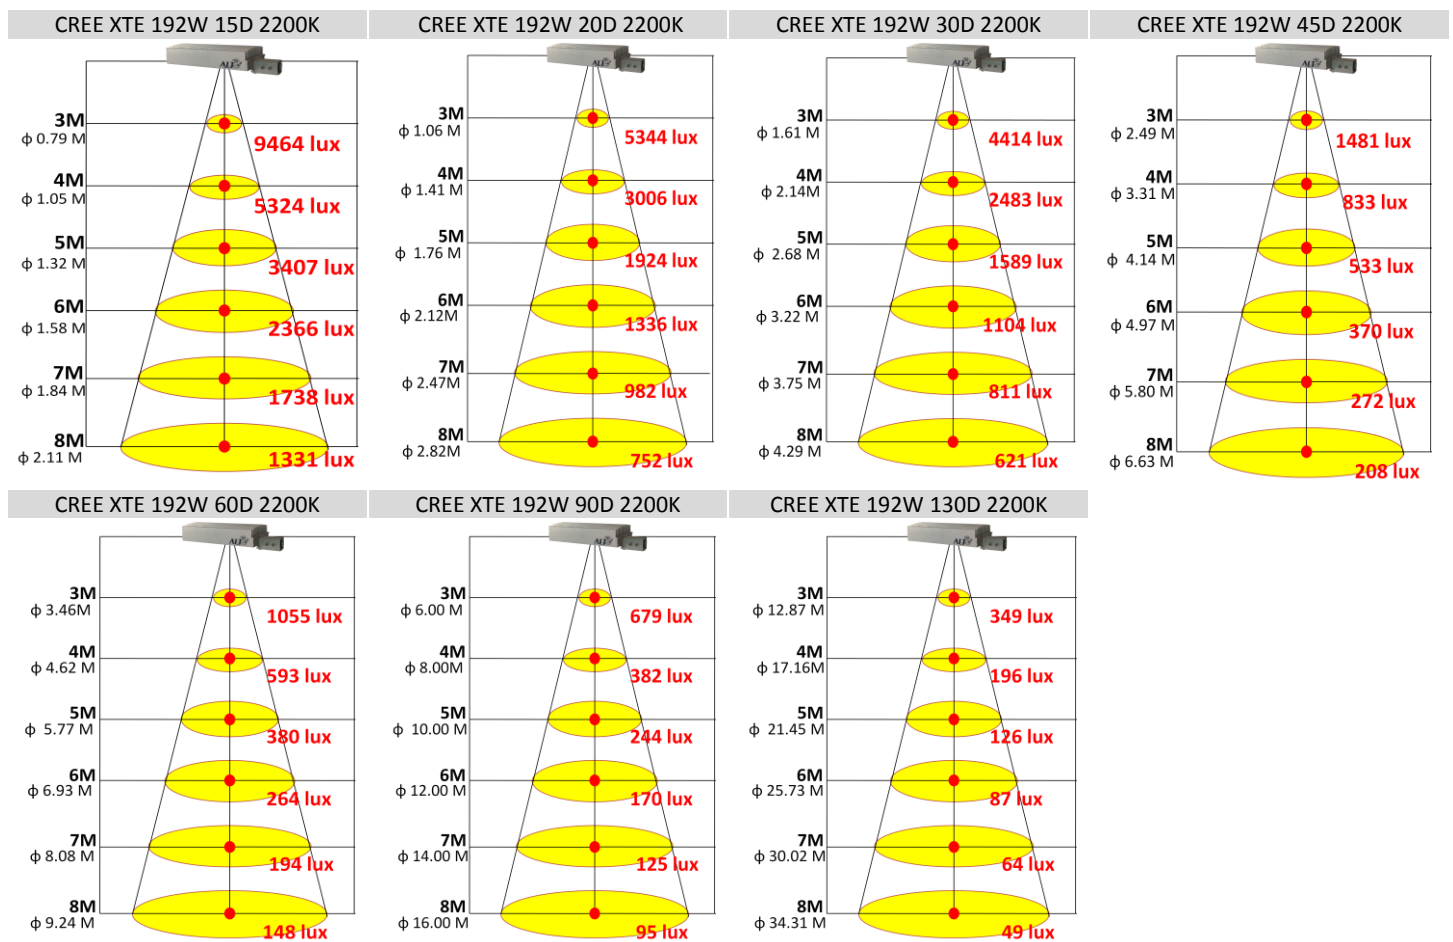 CREE XTE 192W 15D 2200K
3M
ϕ 0.79 M
9464 lux
4M
ϕ 1.05 M
5324 lux
5M
ϕ 1.32 M
3407 lux
6M
ϕ 1.58 M
2366 lux
7M
ϕ 1.84 M
1738 lux
8M
ϕ 2.11 M
1331 lux
CREE XTE 192W 20D 2200K
3M
ϕ 1.06 M
5344 lux
4M
ϕ 1.41 M
3006 lux
5M
ϕ 1.76 M
1924 lux
6M
ϕ 2.12M
1336 lux
7M
ϕ 2.47M
982 lux
8M
ϕ 2.82M
752 lux
CREE XTE 192W 30D 2200K
3M
ϕ 1.61 M
4414 lux
4M
ϕ 2.14M
2483 lux
5M
ϕ 2.68 M
1589 lux
6M
ϕ 3.22 M
1104 lux
7M
ϕ 3.75 M
811 lux
8M
ϕ 4.29 M
621 lux
CREE XTE 192W 45D 2200K
3M
ϕ 2.49 M
1481 lux
4M
ϕ 3.31 M
833 lux
5M
ϕ 4.14 M
533 lux
6M
ϕ 4.97 M
370 lux
7M
ϕ 5.80 M
272 lux
8M
ϕ 6.63 M
208 lux
CREE XTE 192W 60D 2200K
3M
ϕ 3.46M
1055 lux
4M
ϕ 4.62 M
593 lux
5M
ϕ 5.77 M
380 lux
6M
ϕ 6.93 M
264 lux
7M
ϕ 8.08 M
194 lux
8M
ϕ 9.24 M
148 lux
CREE XTE 192W 90D 2200K
3M
ϕ 6.00 M
679 lux
4M
ϕ 8.00M
382 lux
5M
ϕ 10.00 M
244 lux
6M
ϕ 12.00 M
170 lux
7M
ϕ 14.00 M
125 lux
8M
ϕ 16.00 M
95 lux
CREE XTE 192W 130D 2200K
3M
ϕ 12.87 M
349 lux
4M
ϕ 17.16M
196 lux
5M
ϕ 21.45 M
126 lux
6M
ϕ 25.73 M
87 lux
7M
ϕ 30.02 M
64 lux
8M
ϕ 34.31 M
49 lux